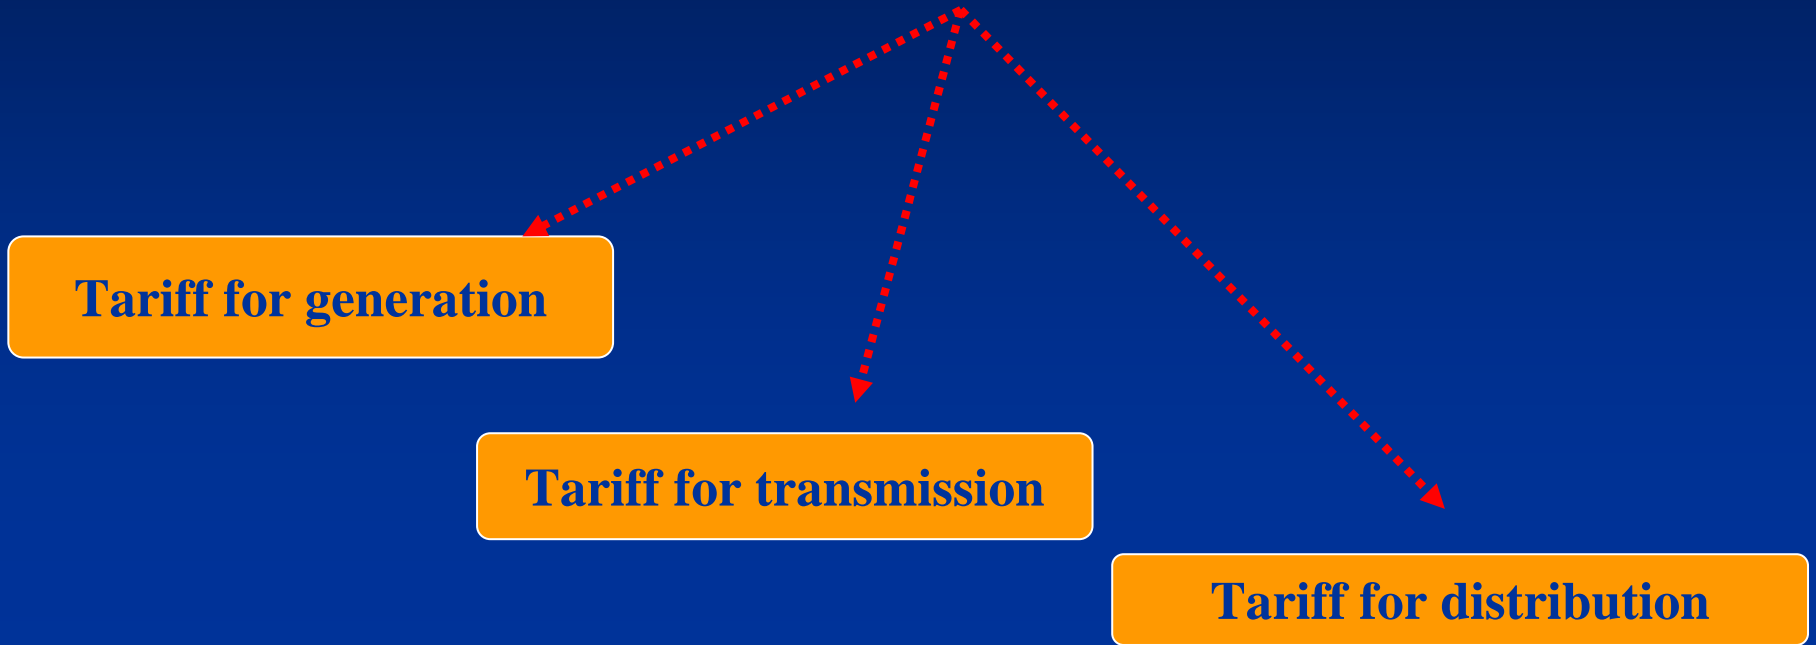 Tariff for generation
Tariff for transmission
Tariff for distribution